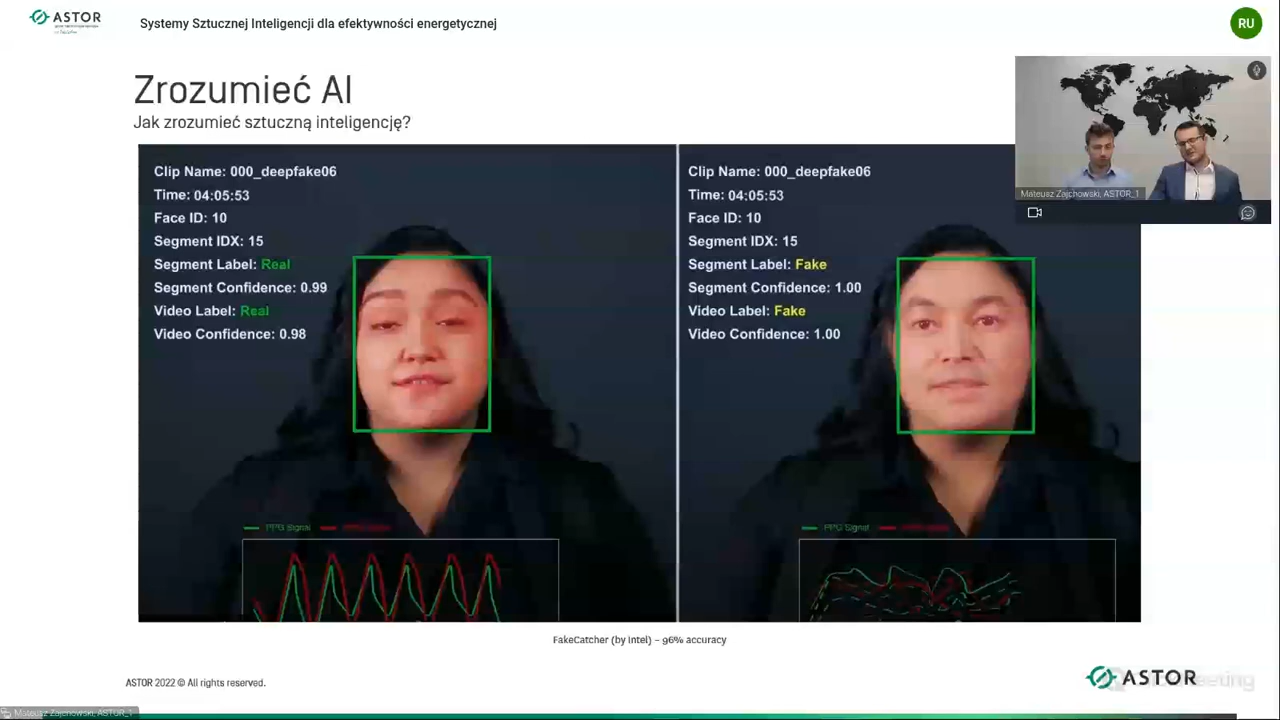 ASTOR
Systemy Sztucznej Inteligencji dla efektywności energetycznej
RU
Zrozumieć AI
Jak zrozumieć sztuczną inteligencję?
Clip Name: 000_deepfake06
Time: 04:05:53
Face ID: 10
Segment IDX: 15
Segment Label: Real
Segment Confidence: 0.99
Video Label: Real
Video Confidence: 0.98
PPG Signal
Clip Name: 000_deepfake06
Time: 04:05:53
Face ID: 10
Segment IDX: 15
Segment Label: Fake
Segment Confidence: 1.00
Video Label: Fake
Video Confidence: 1.00
PPG Signal
Mateusz Zajchowski, ASTOR_1
FakeCatcher (by Intel) – 96% accuracy
ASTOR 2022 © All rights reserved.
ASTOR
Mateusz Zajchowski, ASTOR_1